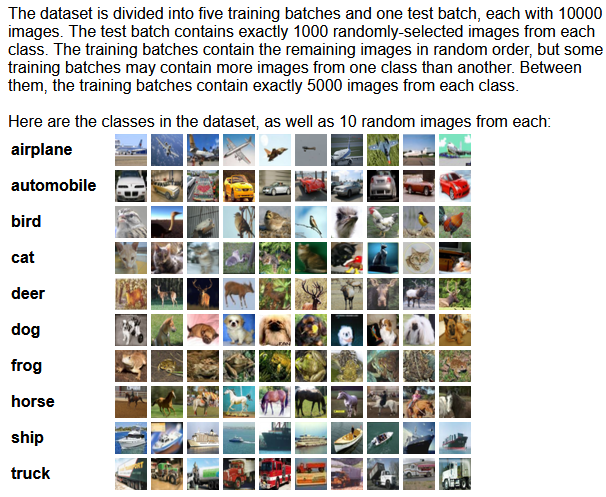 The dataset is divided into five training batches and one test batch, each with 10000
images. The test batch contains exactly 1000 randomly-selected images from each
class. The training batches contain the remaining images in random order, but some
training batches may contain more images from one class than another. Between
them, the training batches contain exactly 5000 images from each class.
Here are the classes in the dataset, as well as 10 random images from each:
airplane
automobile
bird
cat
deer
dog
frog
horse
ship
truck